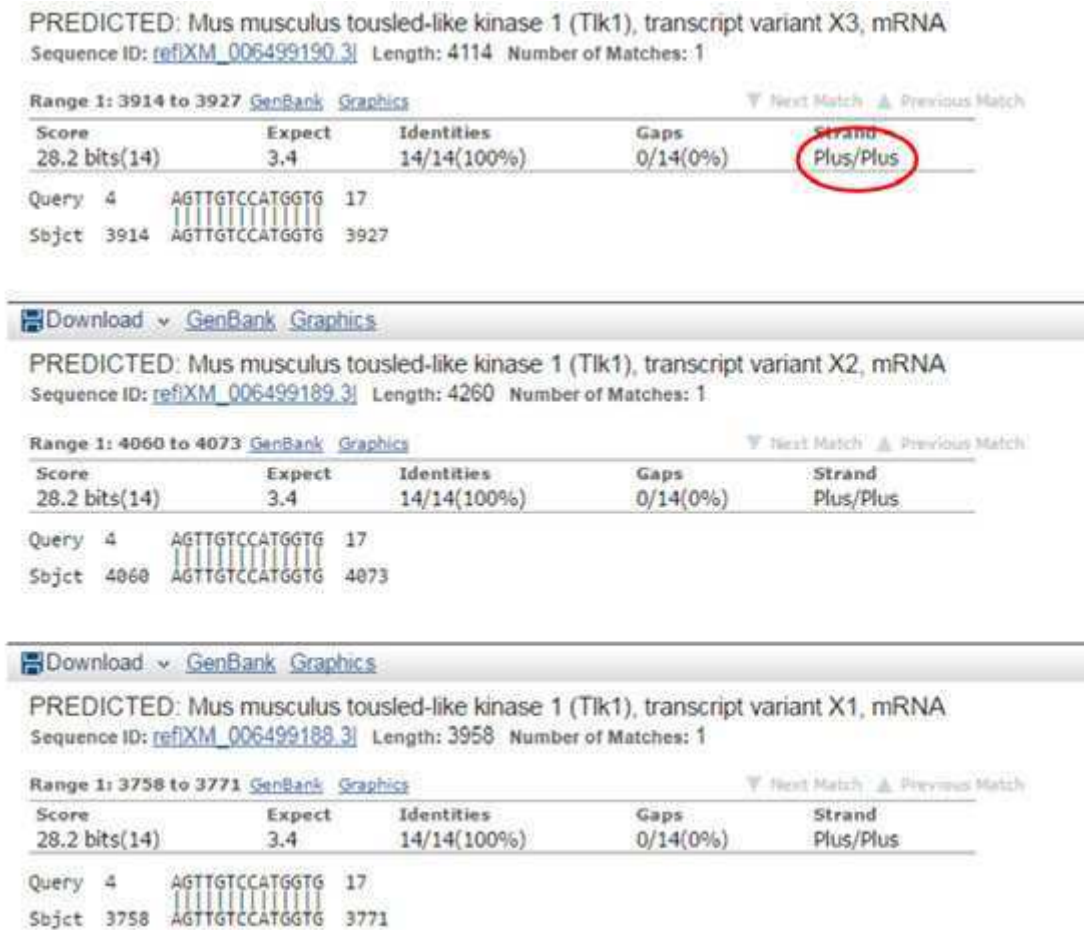 PREDICTED: Mus musculus tousled-like kinase 1 (Tlk1), transcript variant X3, mRNA
Sequence ID: ref|XM_006499190.3| Length: 4114 Number of Matches: 1
Range 1: 3914 to 3927 GenBank Graphics ▼ Next Match ▲ Previous Match
Score Expect Identities Gaps Strand
28.2 bits(14) 3.4 14/14(100%) 0/14(0%) Plus/Plus
Query 4 AGTTGTCCATGGTG 17
||||||||||||||
Sbjct 3914 AGTTGTCCATGGTG 3927
Download GenBank Graphics
PREDICTED: Mus musculus tousled-like kinase 1 (Tlk1), transcript variant X2, mRNA
Sequence ID: ref|XM_006499189.3| Length: 4260 Number of Matches: 1
Range 1: 4060 to 4073 GenBank Graphics ▼ Next Match ▲ Previous Match
Score Expect Identities Gaps Strand
28.2 bits(14) 3.4 14/14(100%) 0/14(0%) Plus/Plus
Query 4 AGTTGTCCATGGTG 17
||||||||||||||
Sbjct 4060 AGTTGTCCATGGTG 4073
Download GenBank Graphics
PREDICTED: Mus musculus tousled-like kinase 1 (Tlk1), transcript variant X1, mRNA
Sequence ID: ref|XM_006499188.3| Length: 3958 Number of Matches: 1
Range 1: 3758 to 3771 GenBank Graphics ▼ Next Match ▲ Previous Match
Score Expect Identities Gaps Strand
28.2 bits(14) 3.4 14/14(100%) 0/14(0%) Plus/Plus
Query 4 AGTTGTCCATGGTG 17
||||||||||||||
Sbjct 3758 AGTTGTCCATGGTG 3771